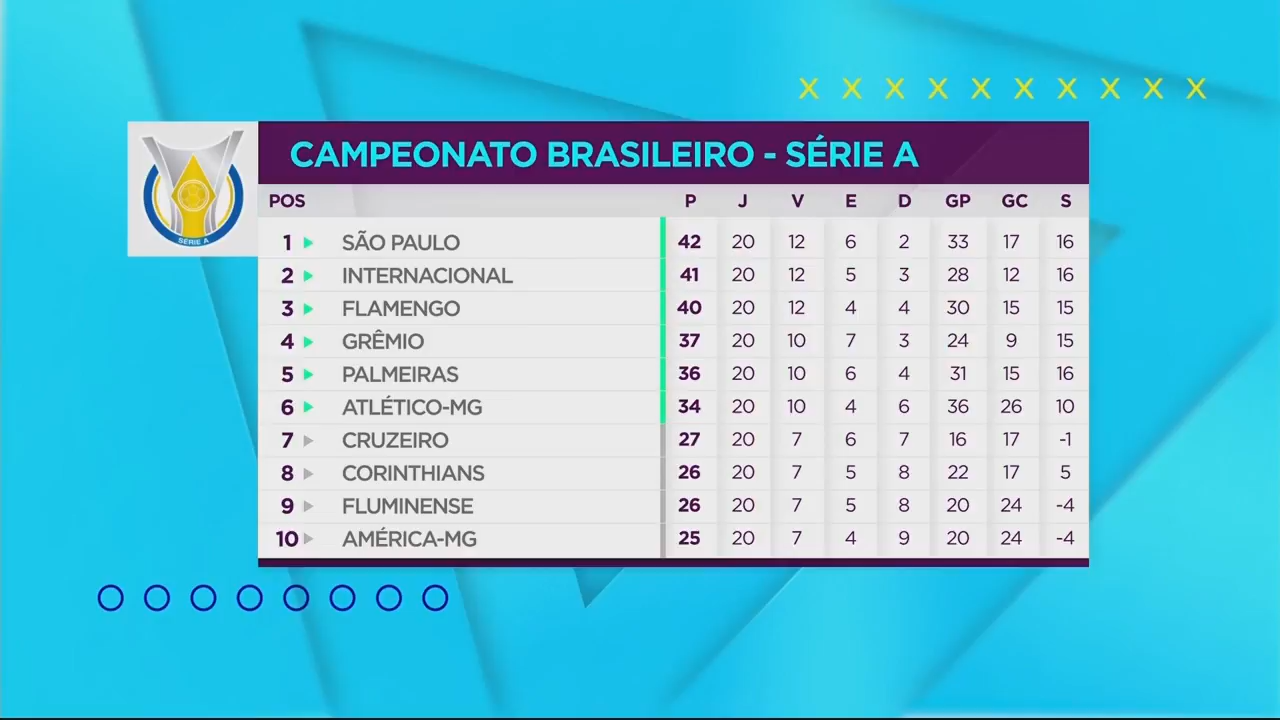 CAMPEONATO BRASILEIRO - SÉRIE A
SÉRIE A
POS P J V E D GP GC S
1 SÃO PAULO 42 20 12 6 2 33 17 16
2 INTERNACIONAL 41 20 12 5 3 28 12 16
3 FLAMENGO 40 20 12 4 4 30 15 15
4 GRÊMIO 37 20 10 7 3 24 9 15
5 PALMEIRAS 36 20 10 6 4 31 15 16
6 ATLÉTICO-MG 34 20 10 4 6 36 26 10
7 CRUZEIRO 27 20 7 6 7 16 17 -1
8 CORINTHIANS 26 20 7 5 8 22 17 5
9 FLUMINENSE 26 20 7 5 8 20 24 -4
10 AMÉRICA-MG 25 20 7 4 9 20 24 -4